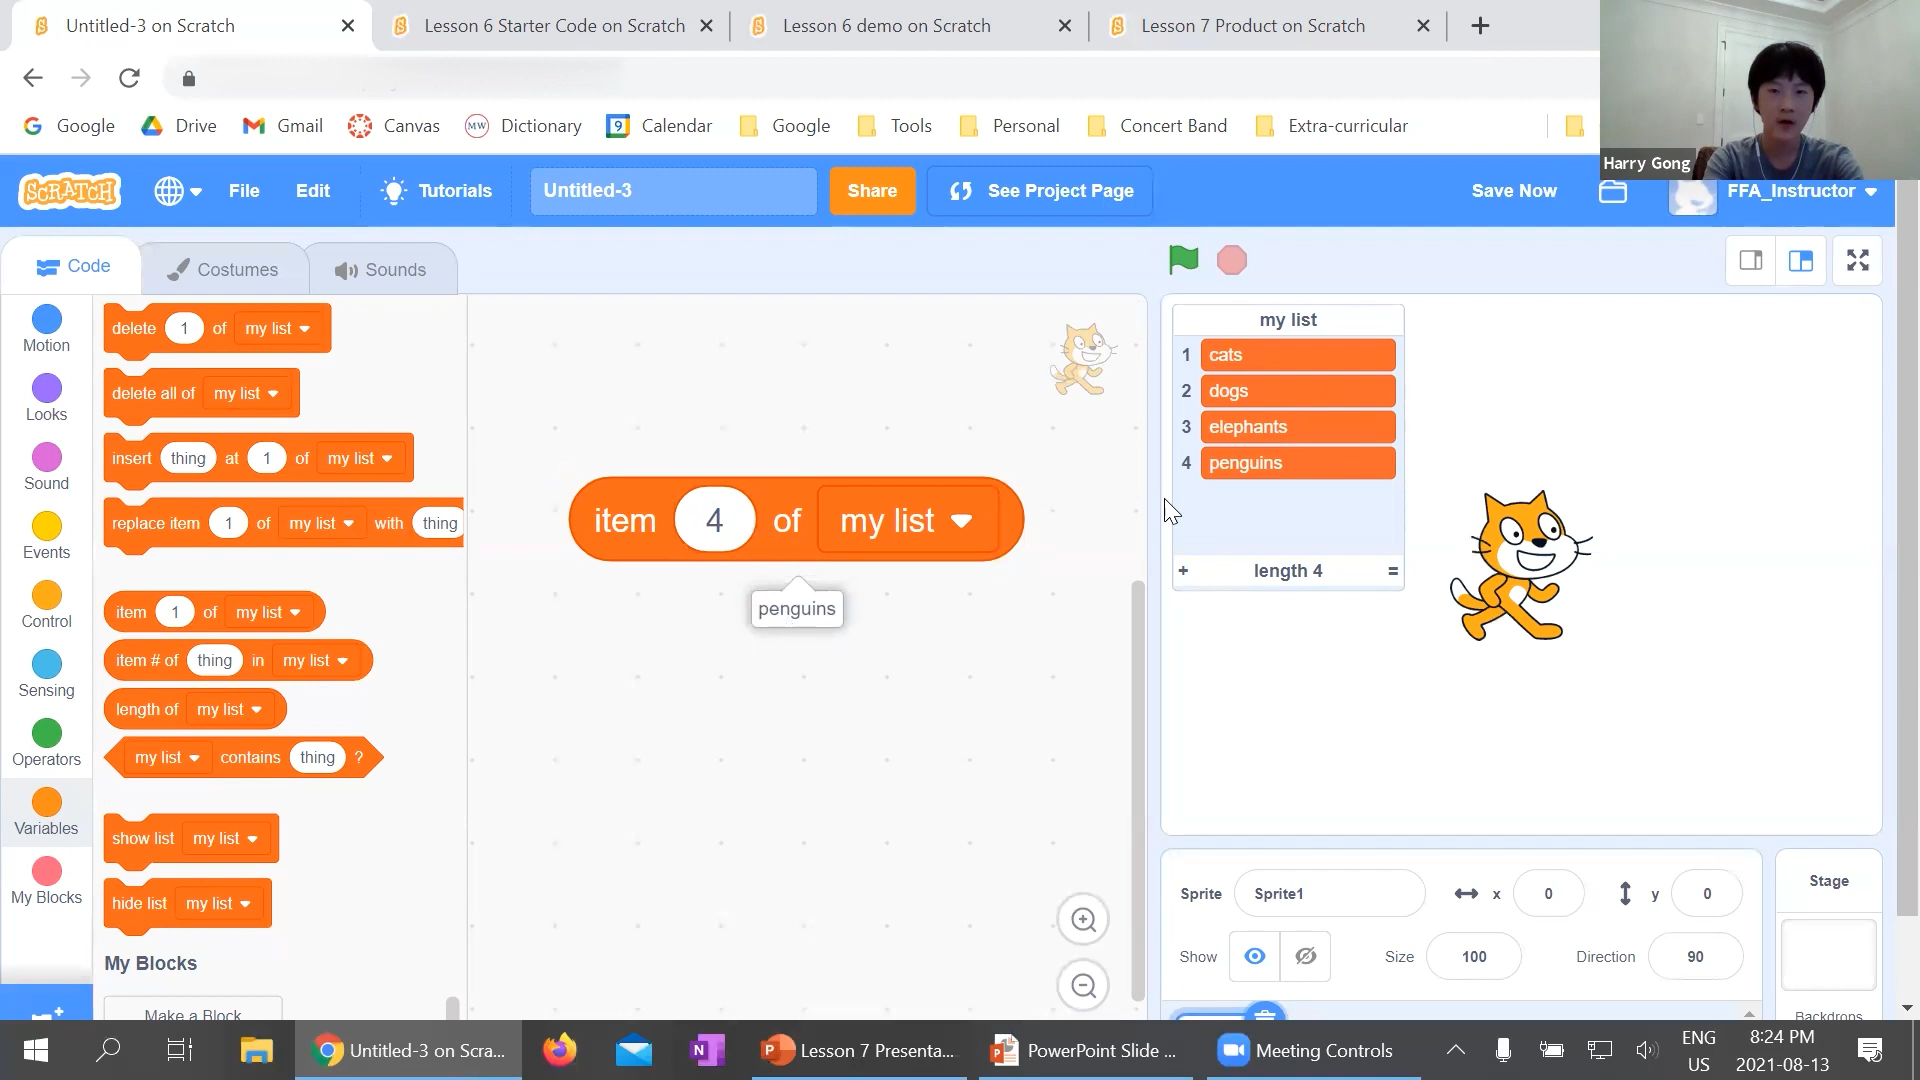 Untitled-3 on Scratch
Lesson 6 Starter Code on Scratch
Lesson 6 demo on Scratch
Lesson 7 Product on Scratch
Google
Drive
Gmail
Canvas
MW Dictionary
9 Calendar
Google
Tools
Personal
Concert Band
Extra-curricular
Harry Gong
SCRATCH
File
Edit
Tutorials
Untitled-3
Share
See Project Page
Save Now
FFA_Instructor
Code
Costumes
Sounds
Motion
Looks
Sound
Events
Control
Sensing
Operators
Variables
My Blocks
delete 1 of my list
delete all of my list
insert thing at 1 of my list
replace item 1 of my list with thing
item 1 of my list
item # of thing in my list
length of my list
my list contains thing ?
show list my list
hide list my list
My Blocks
Make a Block
item 4 of my list
penguins
my list
1 cats
2 dogs
3 elephants
4 penguins
+ length 4 =
Sprite Sprite1 x 0 y 0
Show Size 100 Direction 90
Stage
Backdrops
Untitled-3 on Scra...
Lesson 7 Presenta...
PowerPoint Slide ...
Meeting Controls
ENG
US
8:24 PM
2021-08-13